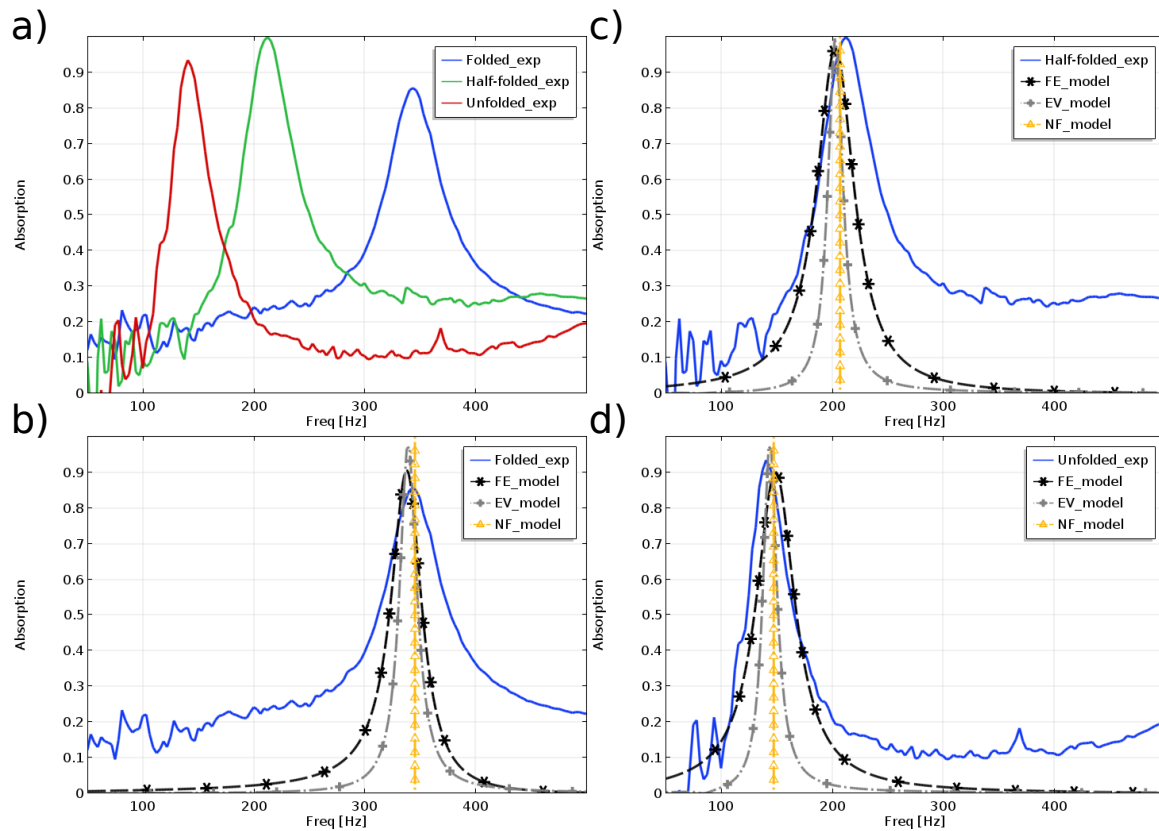 a)
Absorption
0.9
0.8
0.7
0.6
0.5
0.4
0.3
0.2
0.1
0
100
200
300
400
Freq [Hz]
Folded_exp
Half-folded_exp
Unfolded_exp
c)
Absorption
0.9
0.8
0.7
0.6
0.5
0.4
0.3
0.2
0.1
0
100
200
300
400
Freq [Hz]
Half-folded_exp
FE_model
EV_model
NF_model
b)
Absorption
0.9
0.8
0.7
0.6
0.5
0.4
0.3
0.2
0.1
0
100
200
300
400
Freq [Hz]
Folded_exp
FE_model
EV_model
NF_model
d)
Absorption
0.9
0.8
0.7
0.6
0.5
0.4
0.3
0.2
0.1
0
100
200
300
400
Freq [Hz]
Unfolded_exp
FE_model
EV_model
NF_model